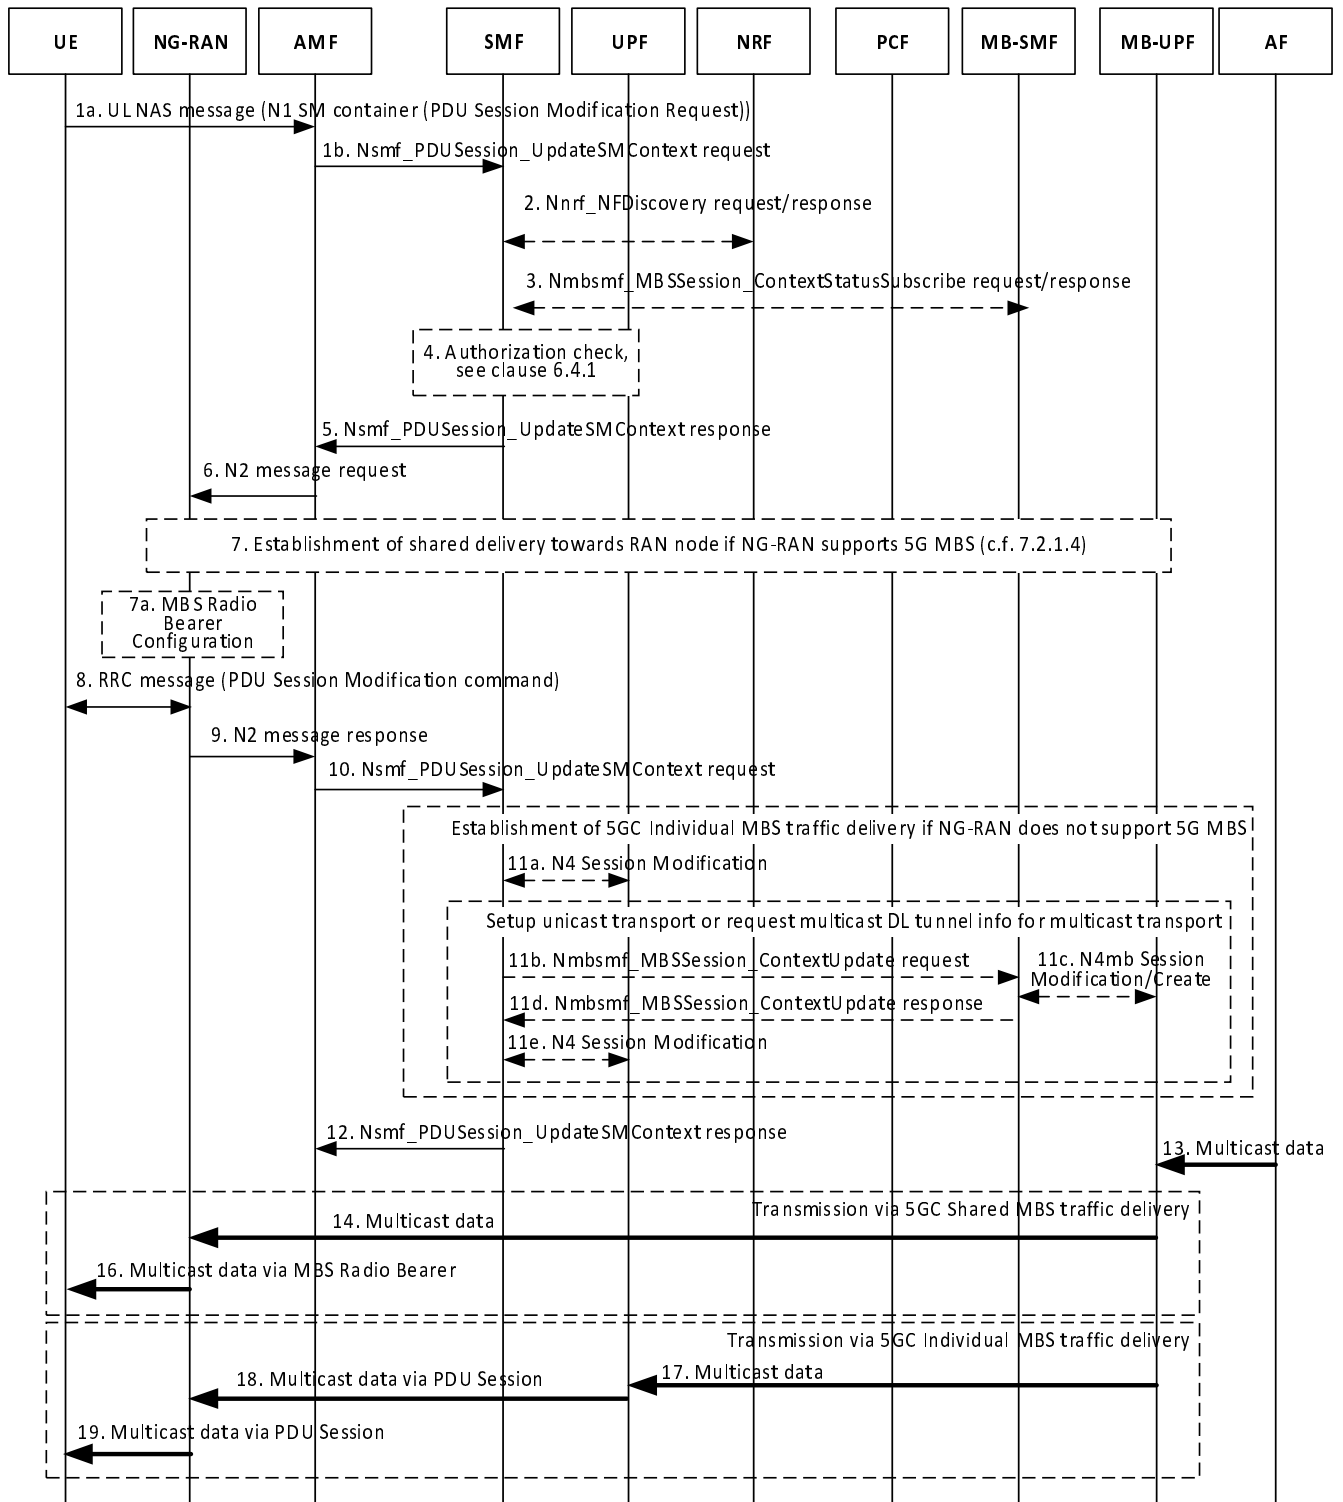 UE NG-RAN AMF SMF UPF NRF PCF MB-SMF MB-UPF AF
1a. UL NAS message (N1 SM container (PDU Session Modification Request))
1b. Nsmf_PDUSession_UpdateSMContext request
2. Nnrf_NFDiscovery request/response
3. Nmbsmf_MBSSession_ContextStatusSubscribe request/response
4. Authorization check,
see clause 6.4.1
5. Nsmf_PDUSession_UpdateSMContext response
6. N2 message request
7. Establishment of shared delivery towards RAN node if NG-RAN supports 5G MBS (c.f. 7.2.1.4)
7a. MBS Radio
Bearer
Configuration
8. RRC message (PDU Session Modification command)
9. N2 message response
10. Nsmf_PDUSession_UpdateSMContext request
Establishment of 5GC Individual MBS traffic delivery if NG-RAN does not support 5G MBS
11a. N4 Session Modification
Setup unicast transport or request multicast DL tunnel info for multicast transport
11b. Nmbsmf_MBSSession_ContextUpdate request
11c. N4mb Session
Modification/Create
11d. Nmbsmf_MBSSession_ContextUpdate response
11e. N4 Session Modification
12. Nsmf_PDUSession_UpdateSMContext response
13. Multicast data
Transmission via 5GC Shared MBS traffic delivery
14. Multicast data
16. Multicast data via MBS Radio Bearer
Transmission via 5GC Individual MBS traffic delivery
17. Multicast data
18. Multicast data via PDU Session
19. Multicast data via PDU Session